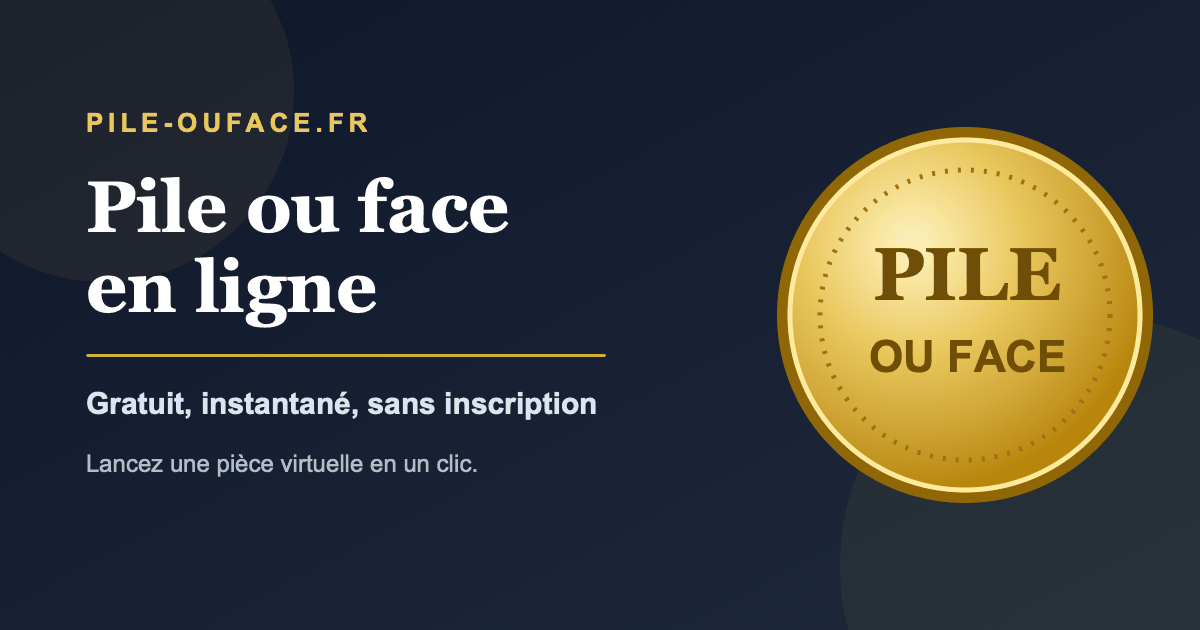 PILE-OUFACE.FR
Pile ou face
en ligne
Gratuit, instantané, sans inscription
Lancez une pièce virtuelle en un clic.
PILE
OU FACE